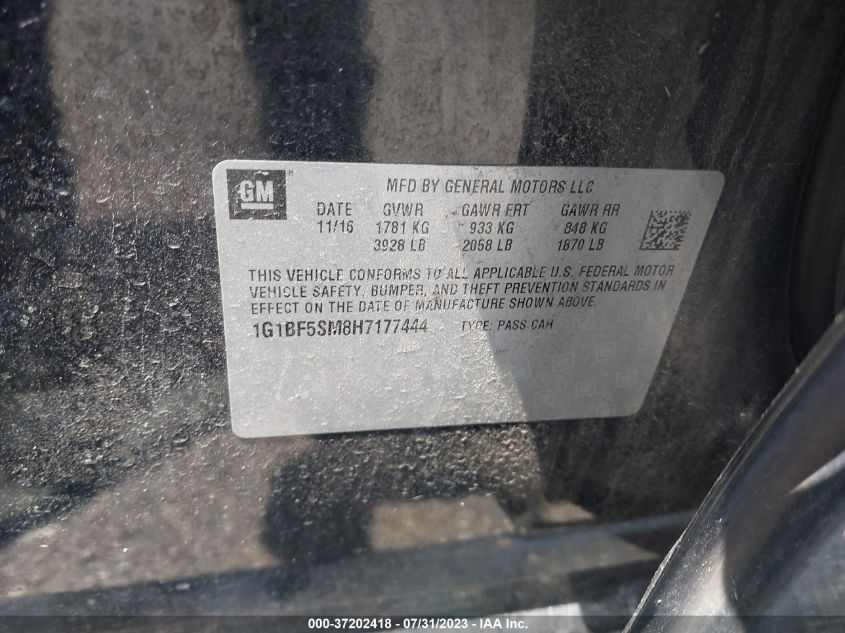 GM ®
MFD BY GENERAL MOTORS LLC
DATE GVWR GAWR FRT GAWR RR
11/16 1781 KG 933 KG 848 KG
3928 LB 2058 LB 1870 LB
THIS VEHICLE CONFORMS TO ALL APPLICABLE U.S. FEDERAL MOTOR
VEHICLE SAFETY, BUMPER, AND THEFT PREVENTION STANDARDS IN
EFFECT ON THE DATE OF MANUFACTURE SHOWN ABOVE.
1G1BF5SM8H7177444 TYPE: PASS CAR
000-37202418 - 07/31/2023 - IAA Inc.